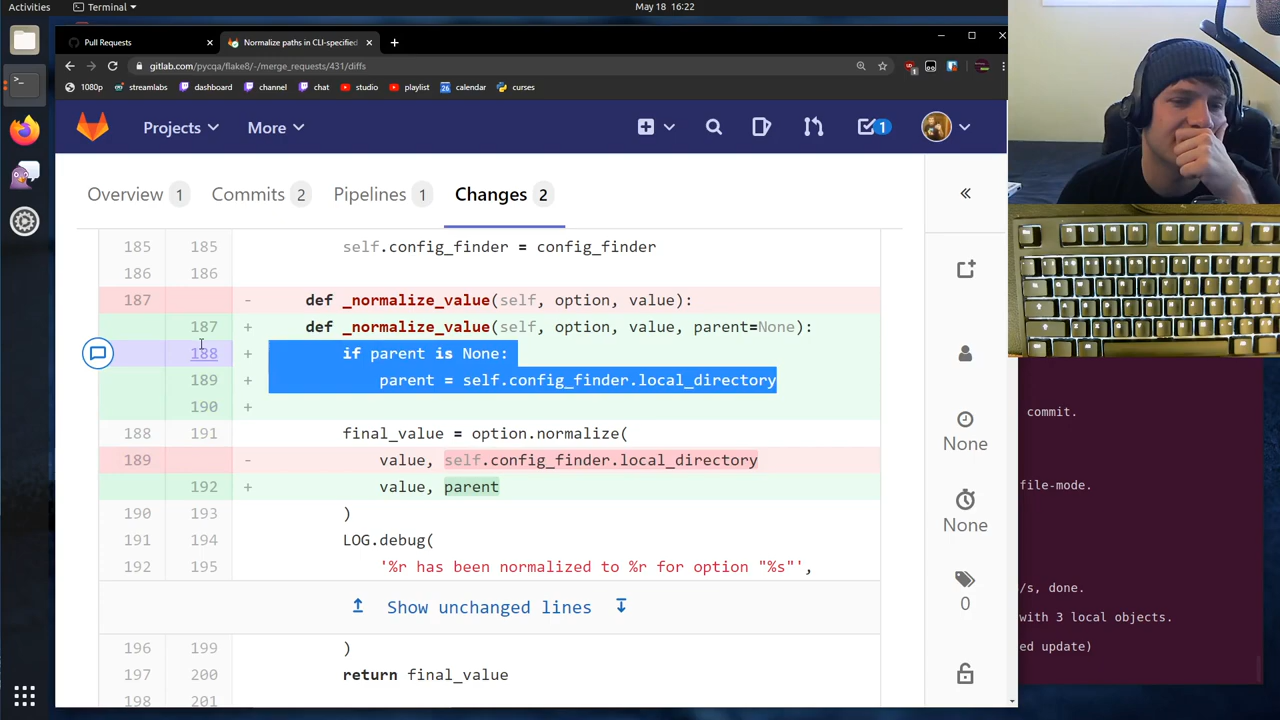 Activities
Terminal
May 18 16:22
Pull Requests
Normalize paths in CLI-specified
gitlab.com/pycqa/flake8/-/merge_requests/431/diffs
1
1080p streamlabs dashboard channel chat studio playlist 26 calendar curses
Projects More 1
Overview 1 Commits 2 Pipelines 1 Changes 2
185 185 self.config_finder = config_finder
186 186
187 - def _normalize_value(self, option, value):
187 + def _normalize_value(self, option, value, parent=None):
188 + if parent is None:
189 + parent = self.config_finder.local_directory
190 +
188 191 final_value = option.normalize(
189 - value, self.config_finder.local_directory
192 + value, parent
190 193 )
191 194 LOG.debug(
192 195 '%r has been normalized to %r for option "%s"',
Show unchanged lines
196 199 )
197 200 return final_value
198 201
None
None
0
commit.
file-mode.
/s, done.
with 3 local objects.
ed update)